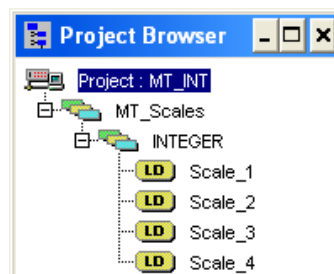 Project Browser
Project : MT_INT
MT_Scales
INTEGER
LD Scale_1
LD Scale_2
LD Scale_3
LD Scale_4